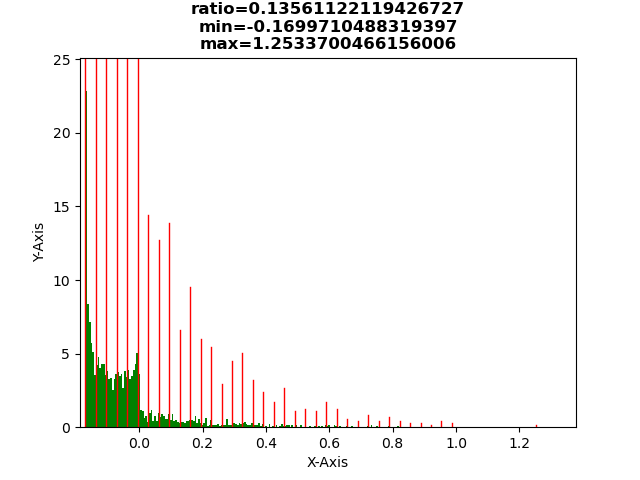 ratio=0.13561122119426727
min=-0.1699710488319397
max=1.2533700466156006
25
20
15
10
5
0
Y-Axis
0.0 0.2 0.4 0.6 0.8 1.0 1.2
X-Axis